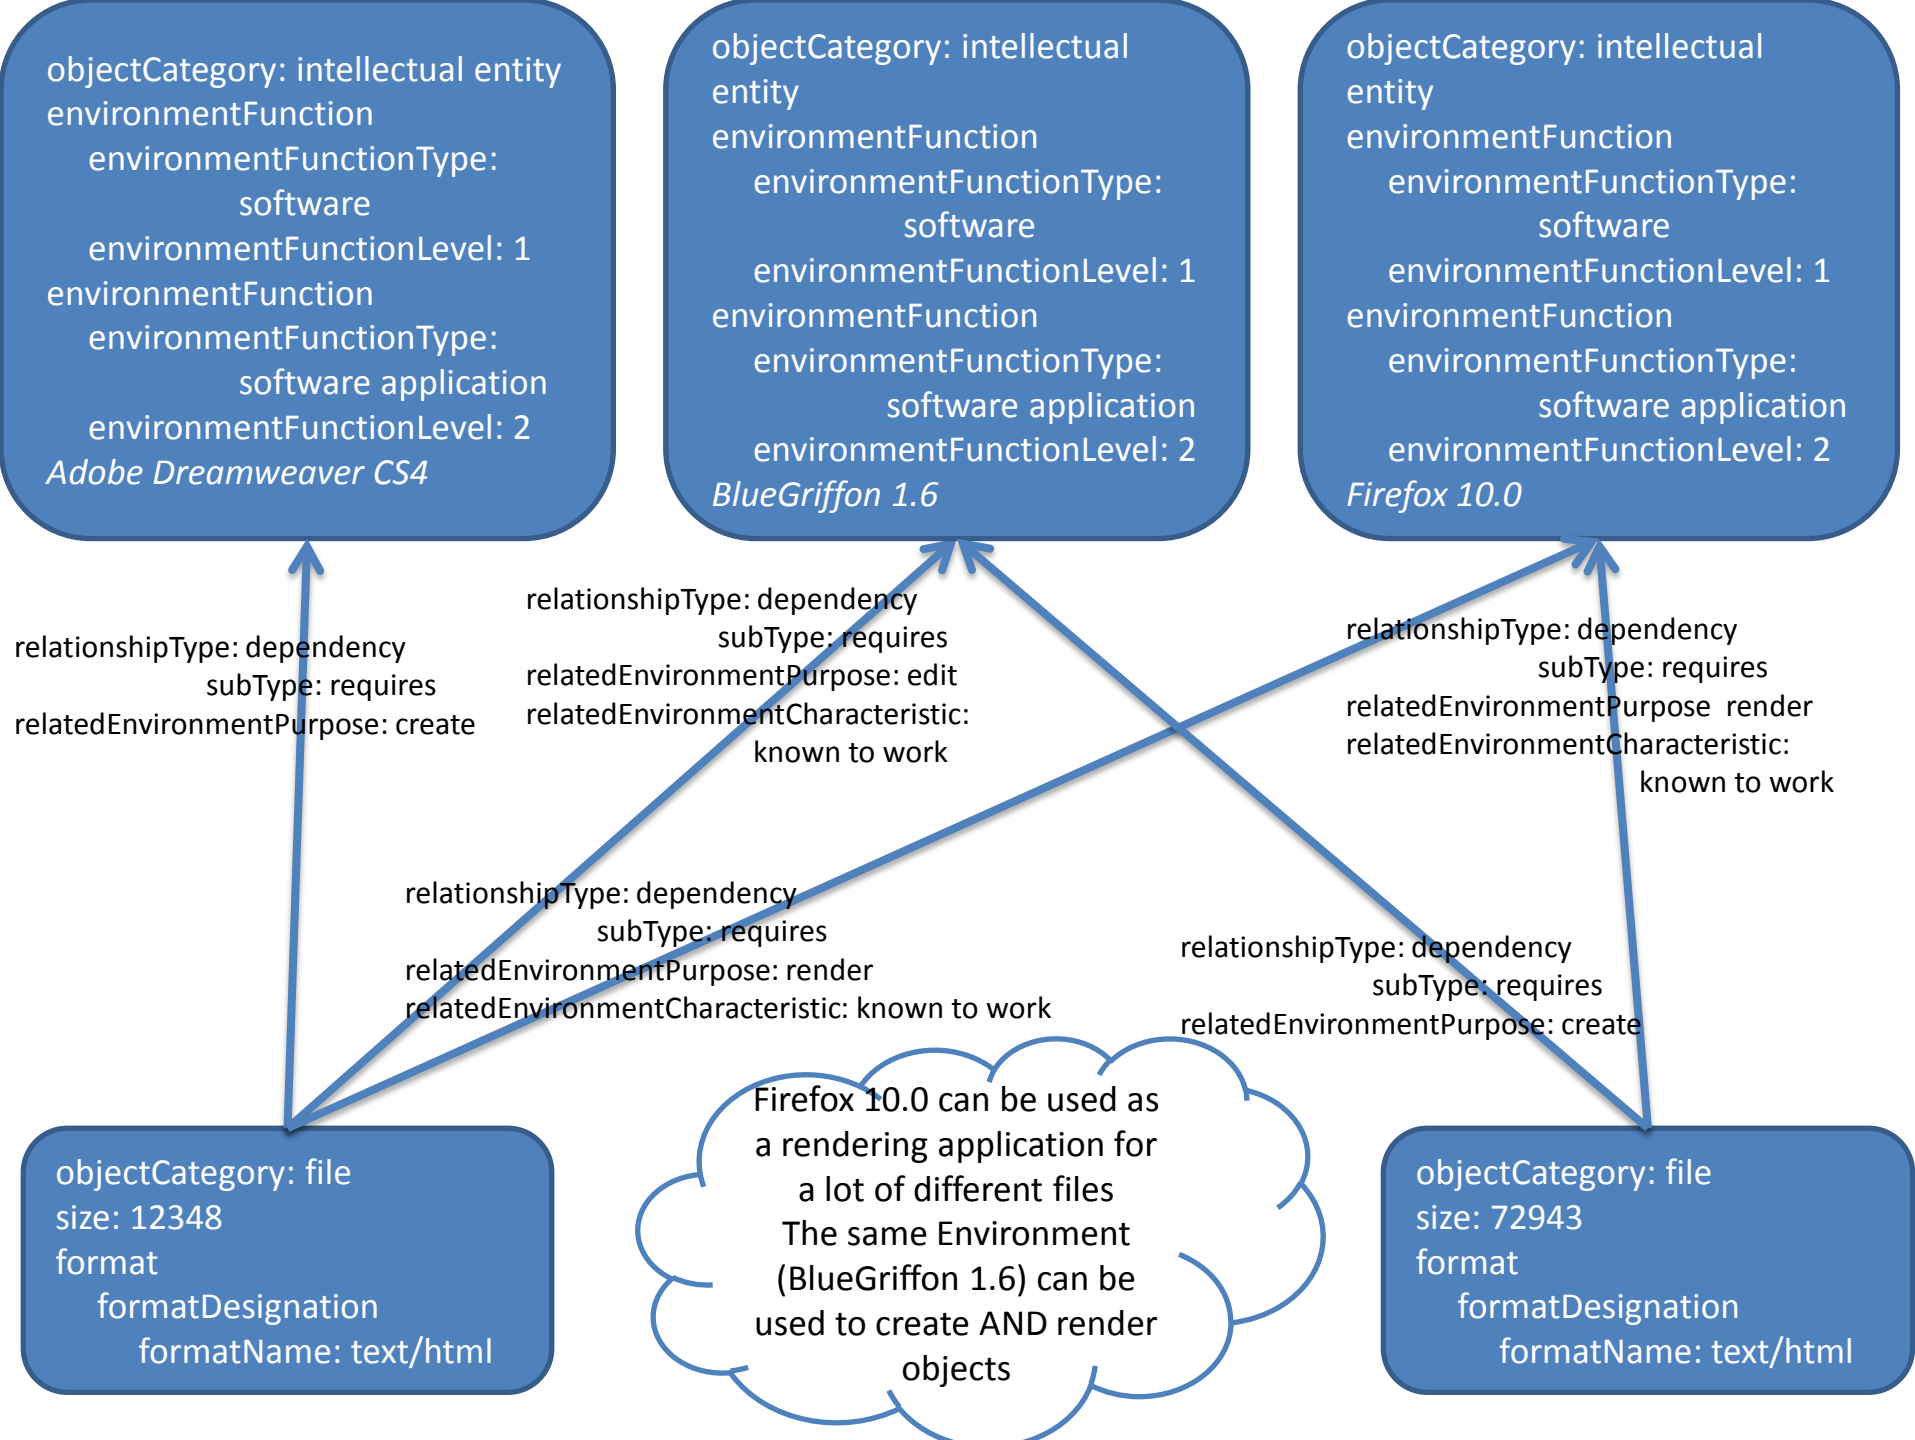 objectCategory: intellectual entity
environmentFunction
environmentFunctionType:
software
environmentFunctionLevel: 1
environmentFunction
environmentFunctionType:
software application
environmentFunctionLevel: 2
Adobe Dreamweaver CS4
objectCategory: intellectual
entity
environmentFunction
environmentFunctionType:
software
environmentFunctionLevel: 1
environmentFunction
environmentFunctionType:
software application
environmentFunctionLevel: 2
BlueGriffon 1.6
objectCategory: intellectual
entity
environmentFunction
environmentFunctionType:
software
environmentFunctionLevel: 1
environmentFunction
environmentFunctionType:
software application
environmentFunctionLevel: 2
Firefox 10.0
relationshipType: dependency
subType: requires
relatedEnvironmentPurpose: create
relationshipType: dependency
subType: requires
relatedEnvironmentPurpose: edit
relatedEnvironmentCharacteristic:
known to work
relationshipType: dependency
subType: requires
relatedEnvironmentPurpose render
relatedEnvironmentCharacteristic:
known to work
relationshipType: dependency
subType: requires
relatedEnvironmentPurpose: render
relatedEnvironmentCharacteristic: known to work
relationshipType: dependency
subType: requires
relatedEnvironmentPurpose: create
objectCategory: file
size: 12348
format
formatDesignation
formatName: text/html
Firefox 10.0 can be used as
a rendering application for
a lot of different files
The same Environment
(BlueGriffon 1.6) can be
used to create AND render
objects
objectCategory: file
size: 72943
format
formatDesignation
formatName: text/html